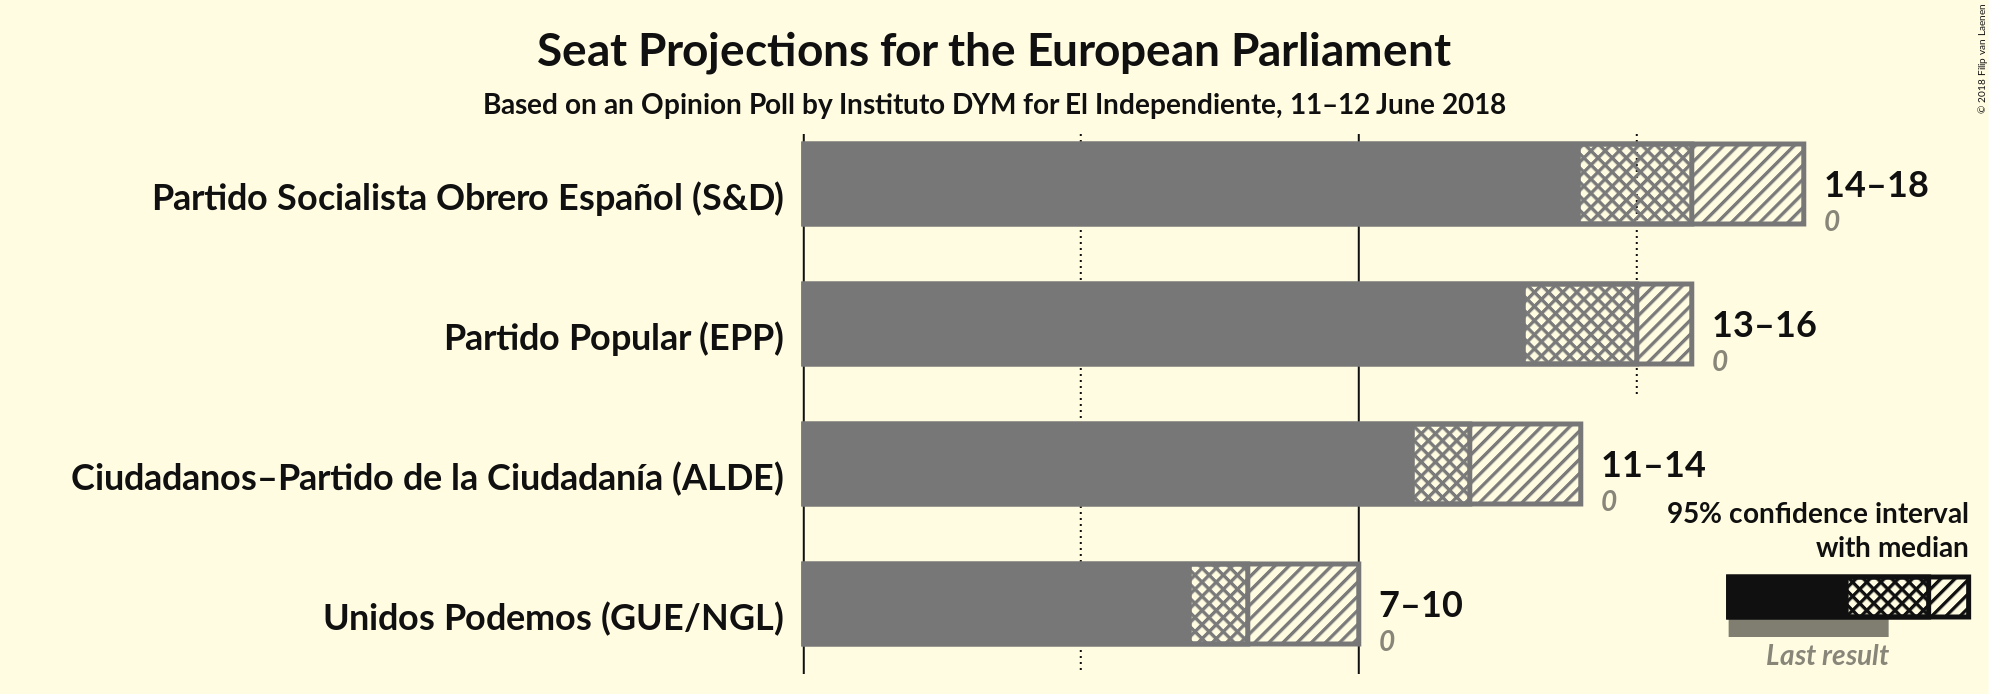 Seat Projections for the European Parliament
Based on an Opinion Poll by Instituto DYM for El Independiente, 11–12 June 2018
© 2018 Filip van Laenen
Partido Socialista Obrero Español (S&D)
14–18
0
Partido Popular (EPP)
13–16
0
Ciudadanos–Partido de la Ciudadanía (ALDE)
11–14
0
Unidos Podemos (GUE/NGL)
7–10
0
95% confidence interval
with median
Last result